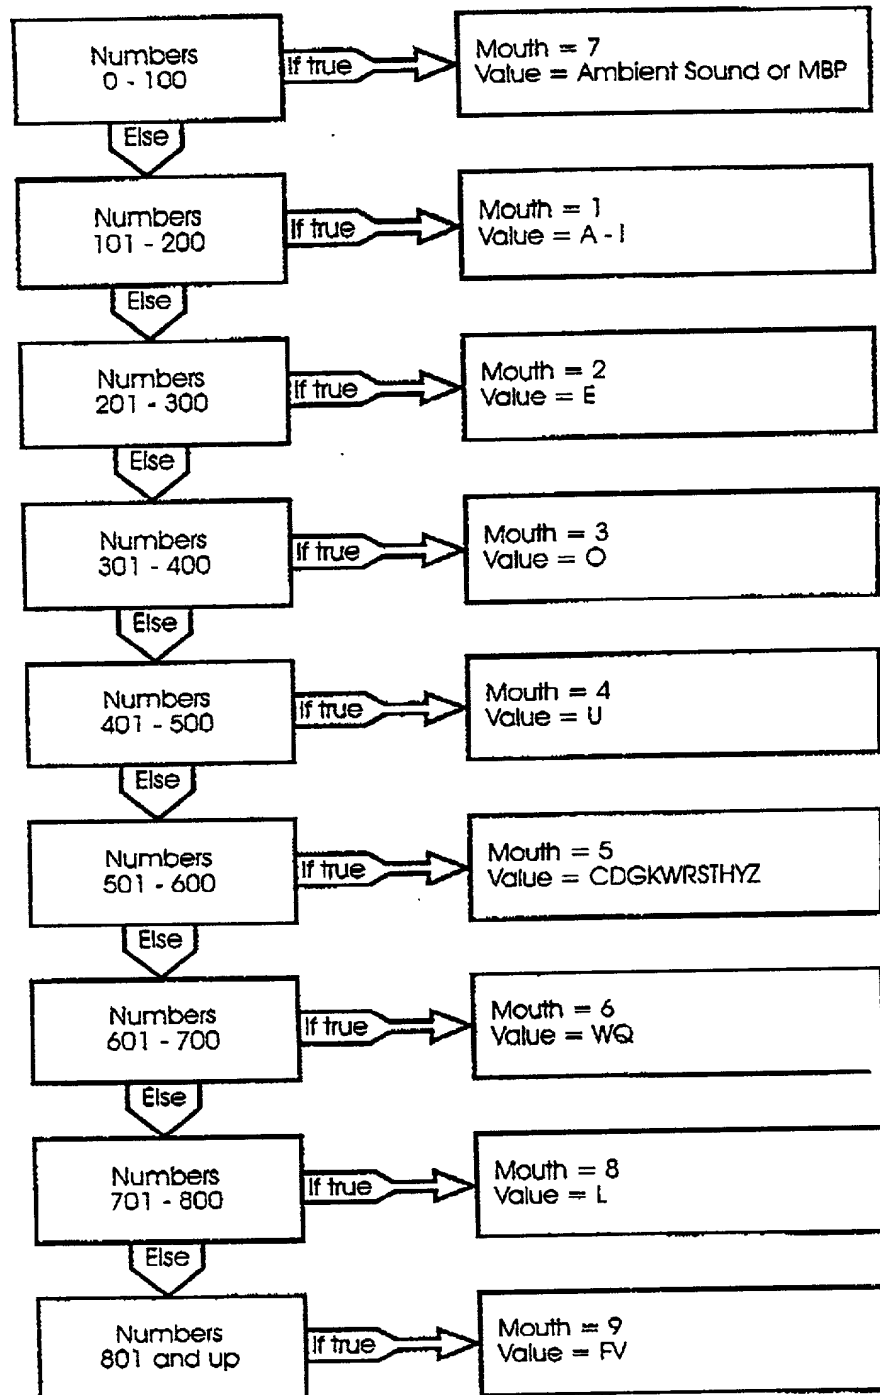 Numbers
0 - 100
If true
Mouth = 7
Value = Ambient Sound or MBP
Else
Numbers
101 - 200
If true
Mouth = 1
Value = A - I
Else
Numbers
201 - 300
If true
Mouth = 2
Value = E
Else
Numbers
301 - 400
If true
Mouth = 3
Value = O
Else
Numbers
401 - 500
If true
Mouth = 4
Value = U
Else
Numbers
501 - 600
If true
Mouth = 5
Value = CDGKWRSTHYZ
Else
Numbers
601 - 700
If true
Mouth = 6
Value = WQ
Else
Numbers
701 - 800
If true
Mouth = 8
Value = L
Else
Numbers
801 and up
If true
Mouth = 9
Value = FV